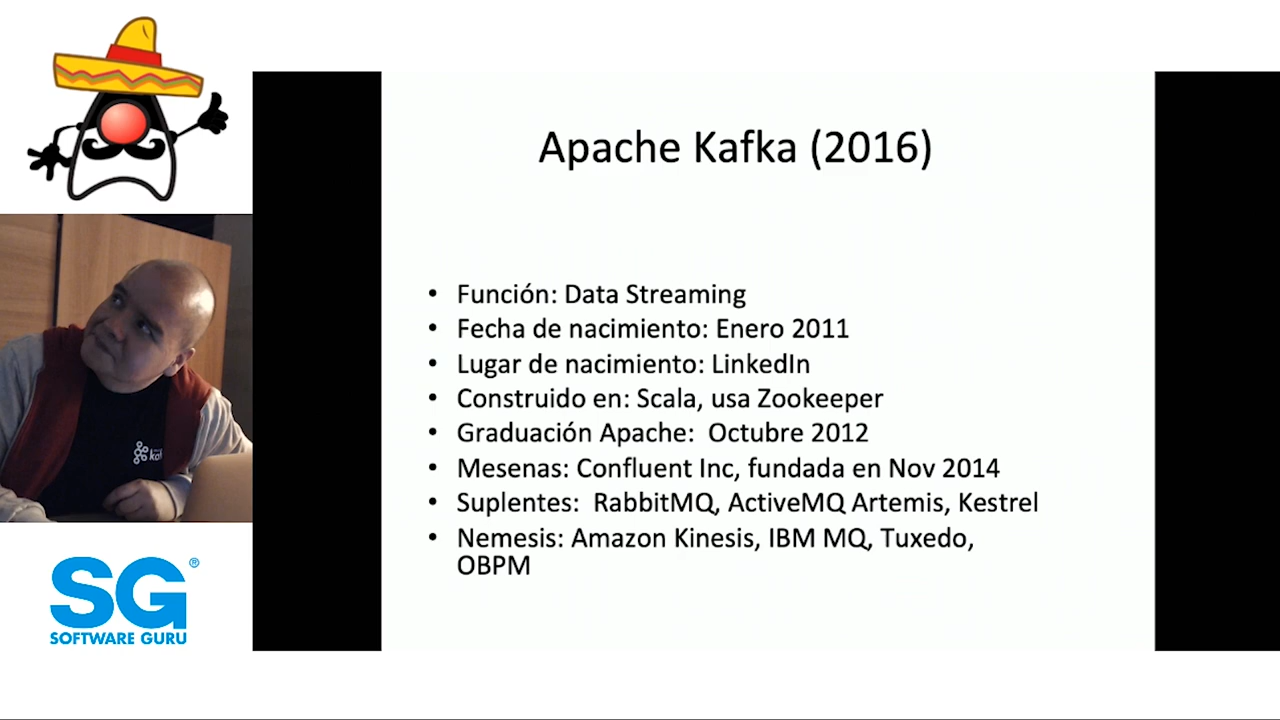 Apache Kafka (2016)
• Función: Data Streaming
• Fecha de nacimiento: Enero 2011
• Lugar de nacimiento: LinkedIn
• Construido en: Scala, usa Zookeeper
• Graduación Apache: Octubre 2012
• Mesenas: Confluent Inc, fundada en Nov 2014
• Suplentes: RabbitMQ, ActiveMQ Artemis, Kestrel
• Nemesis: Amazon Kinesis, IBM MQ, Tuxedo,
OBPM
SG®
SOFTWARE GURU